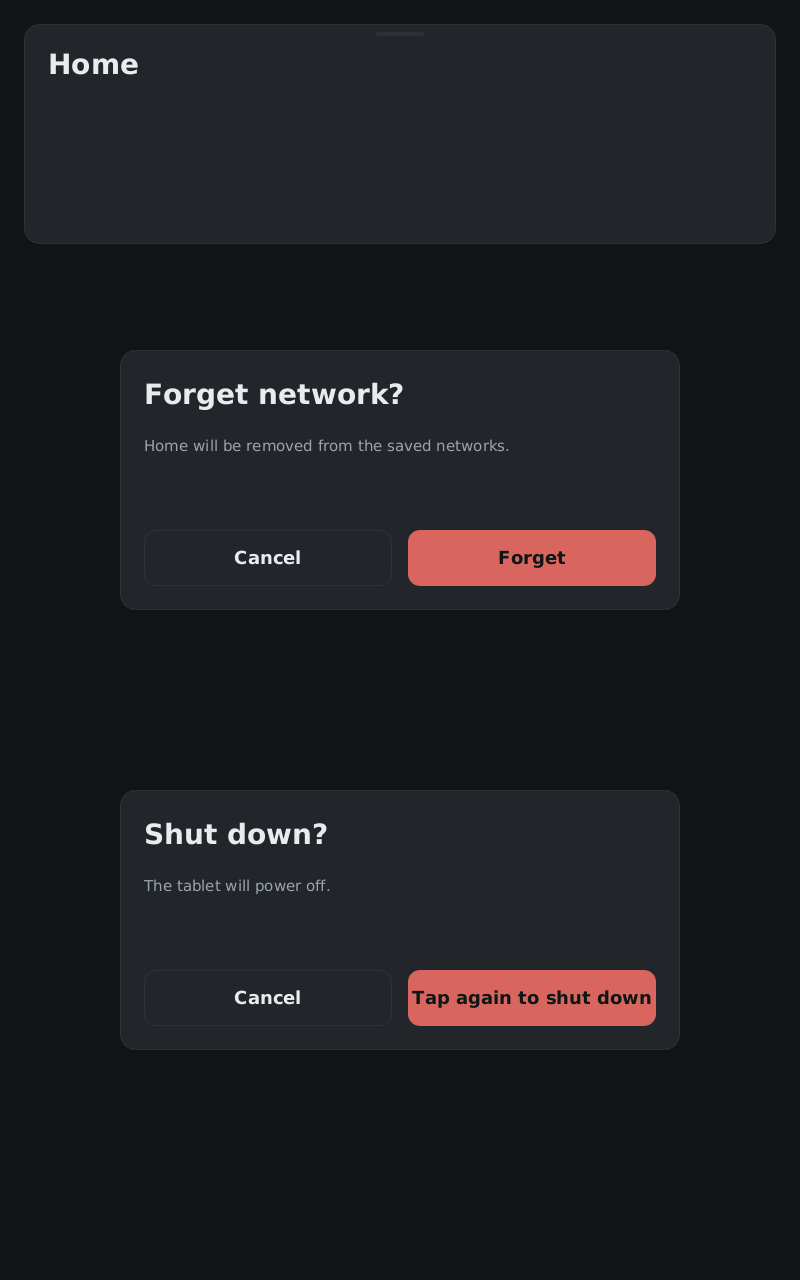 Home
Forget network?
Home will be removed from the saved networks.
Cancel
Forget
Shut down?
The tablet will power off.
Cancel
Tap again to shut down